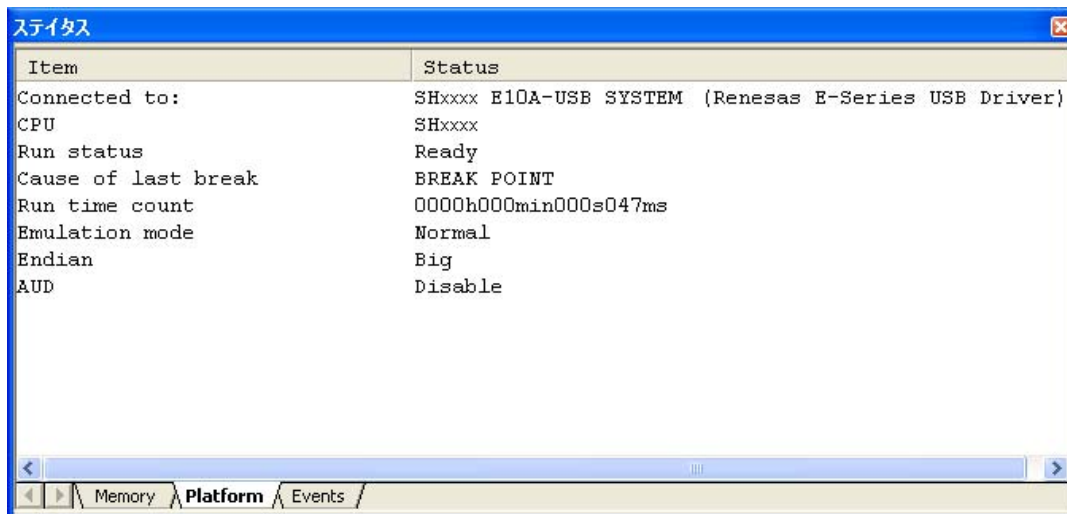 ステイタス
Item Status
Connected to: SHxxxx E10A-USB SYSTEM (Renesas E-Series USB Driver)
CPU SHxxxx
Run status Ready
Cause of last break BREAK POINT
Run time count 0000h000min000s047ms
Emulation mode Normal
Endian Big
AUD Disable
Memory Platform Events